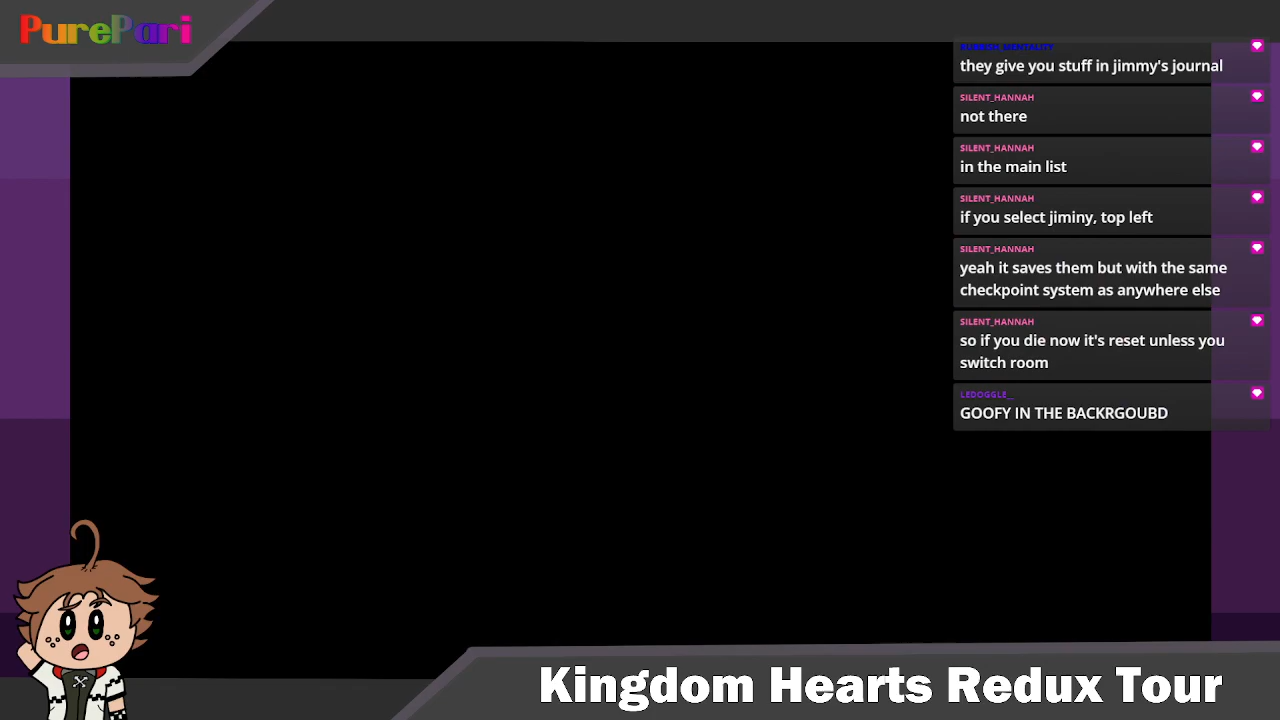 PurePari
they give you stuff in jimmy's journal
SILENT_HANNAH
not there
SILENT_HANNAH
in the main list
SILENT_HANNAH
if you select jiminy, top left
SILENT_HANNAH
yeah it saves them but with the same
checkpoint system as anywhere else
SILENT_HANNAH
so if you die now it's reset unless you
switch room
LEDOGGLE__
GOOFY IN THE BACKRGOUBD
Kingdom Hearts Redux Tour